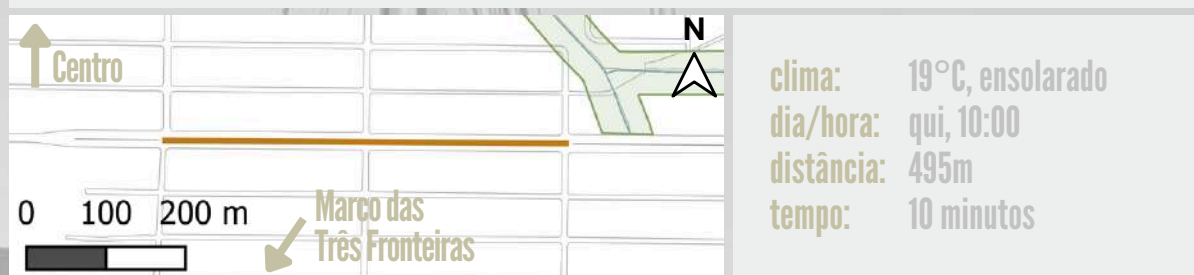 Centro
N
0 100 200 m
Marco das
Três Fronteiras
clima: 19°C, ensolarado
dia/hora: qui, 10:00
distância: 495m
tempo: 10 minutos